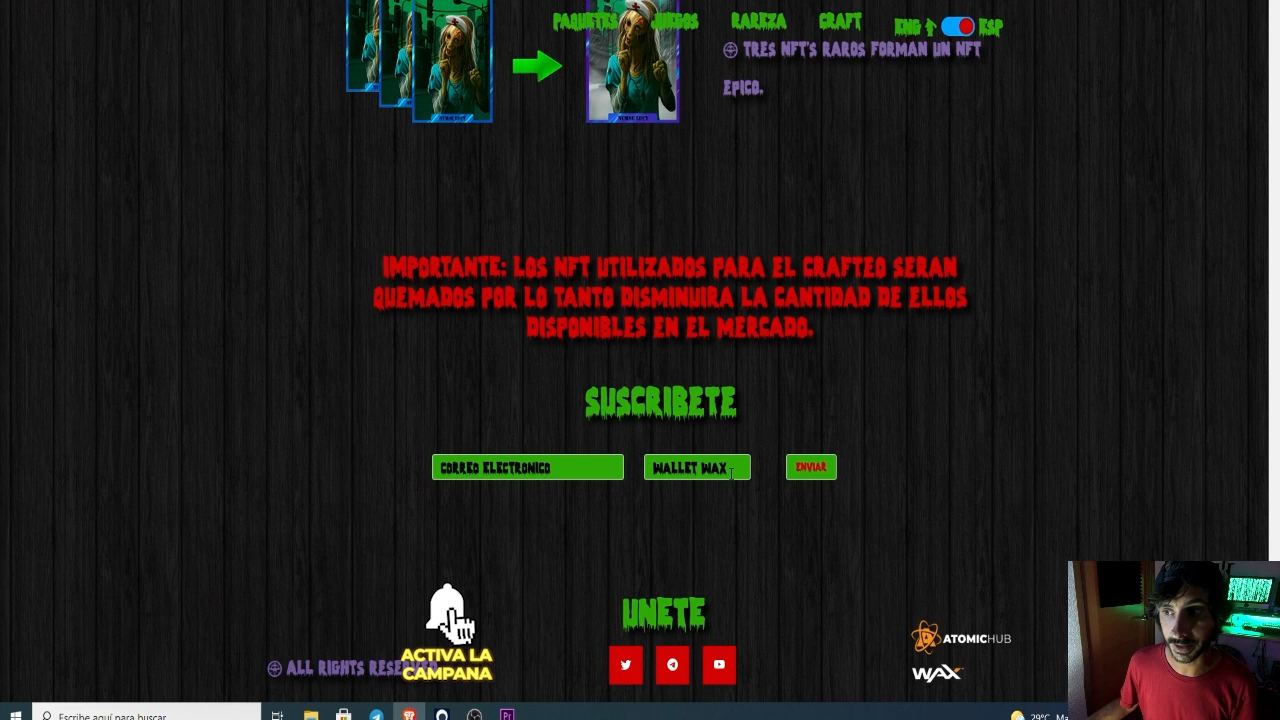 PAQUETES JUEGOS RAREZA CRAFT ENG ESP
TRES NFT'S RAROS FORMAN UN NFT
EPICO.
IMPORTANTE: LOS NFT UTILIZADOS PARA EL CRAFTEO SERAN
QUEMADOS POR LO TANTO DISMINUIRA LA CANTIDAD DE ELLOS
DISPONIBLES EN EL MERCADO.
SUSCRIBETE
CORREO ELECTRONICO WALLET WAX ENVIAR
UNETE
ATOMICHUB
ALL RIGHTS RESERVED
ACTIVA LA
CAMPANA
WAX
Escribe aquí para buscar
29°C